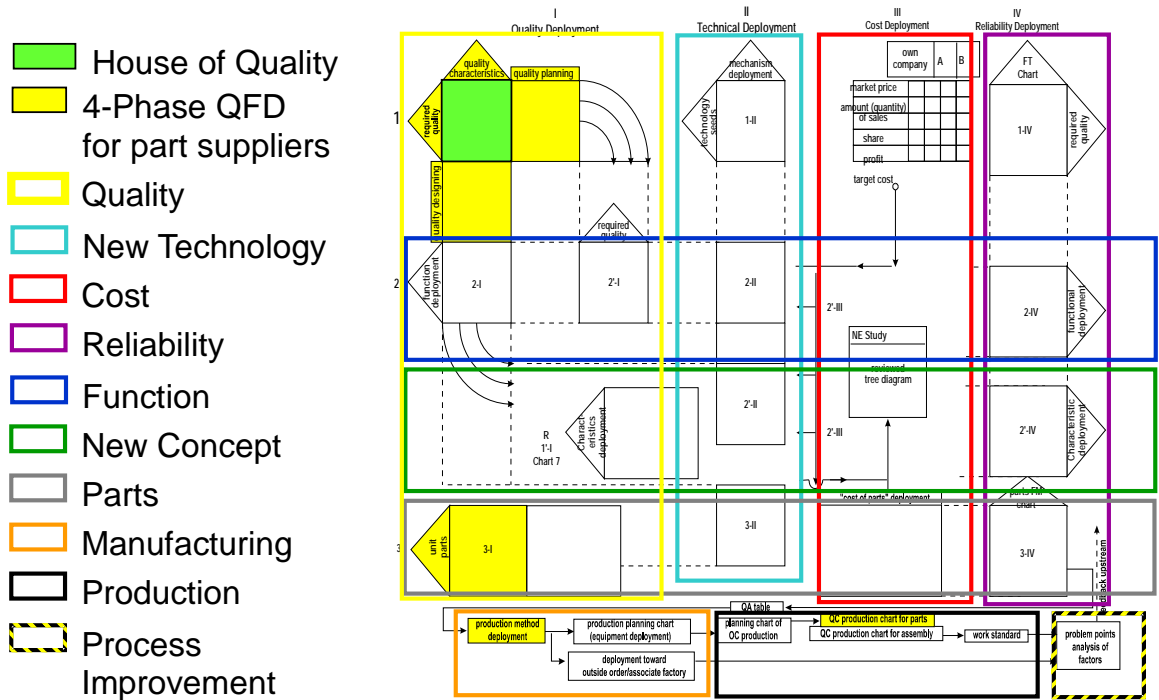 House of Quality
4-Phase QFD
for part suppliers
Quality
New Technology
Cost
Reliability
Function
New Concept
Parts
Manufacturing
Production
Process
Improvement
I
Quality Deployment
II
Technical Deployment
III
Cost Deployment
IV
Reliability Deployment
quality
characteristics
quality planning
mechanism
deployment
own
company
A
B
FT
Chart
1
required
quality
technology
seeds
1-II
market price
amount (quantity)
of sales
share
profit
target cost
1-IV
required
quality
quality designing
required
quality
2
function
deployment
2-I
2'-I
2-II
2'-III
2-IV
functional
deployment
NE Study
reviewed
tree diagram
R
1'-I
Chart 7
Charact-
eristics
deployment
2'-II
2'-III
2'-IV
Characteristic
deployment
"cost of parts" deployment
parts FM
chart
3
unit
parts
3-I
3-II
3-IV
feedback upstream
QA table
production method
deployment
production planning chart
(equipment deployment)
planning chart of
QC production
QC production chart for parts
QC production chart for assembly
work standard
problem points
analysis of
factors
deployment toward
outside order/associate factory